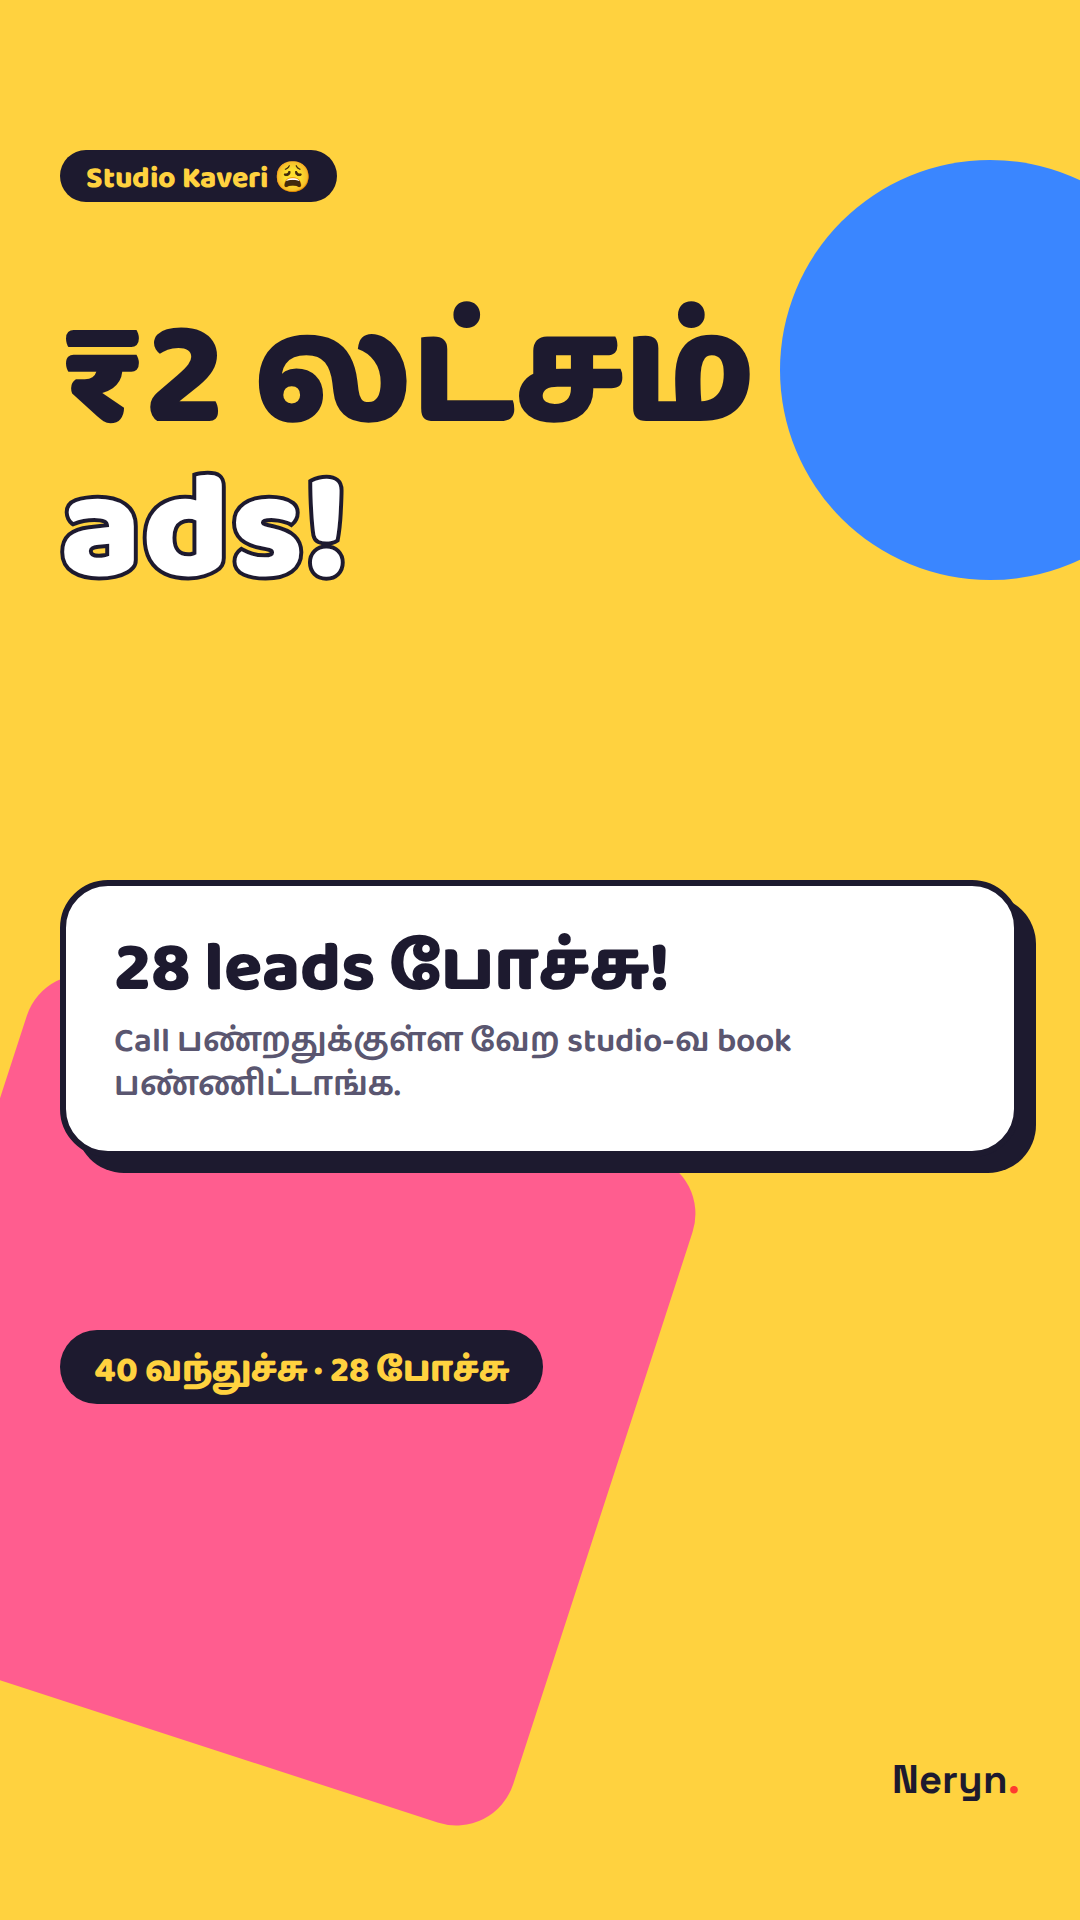 Studio Kaveri 😩
₹2 லட்சம்
ads!
28 leads போச்சு!
Call பண்றதுக்குள்ள வேற studio-வ book
பண்ணிட்டாங்க.
40 வந்துச்சு · 28 போச்சு
Neryn.